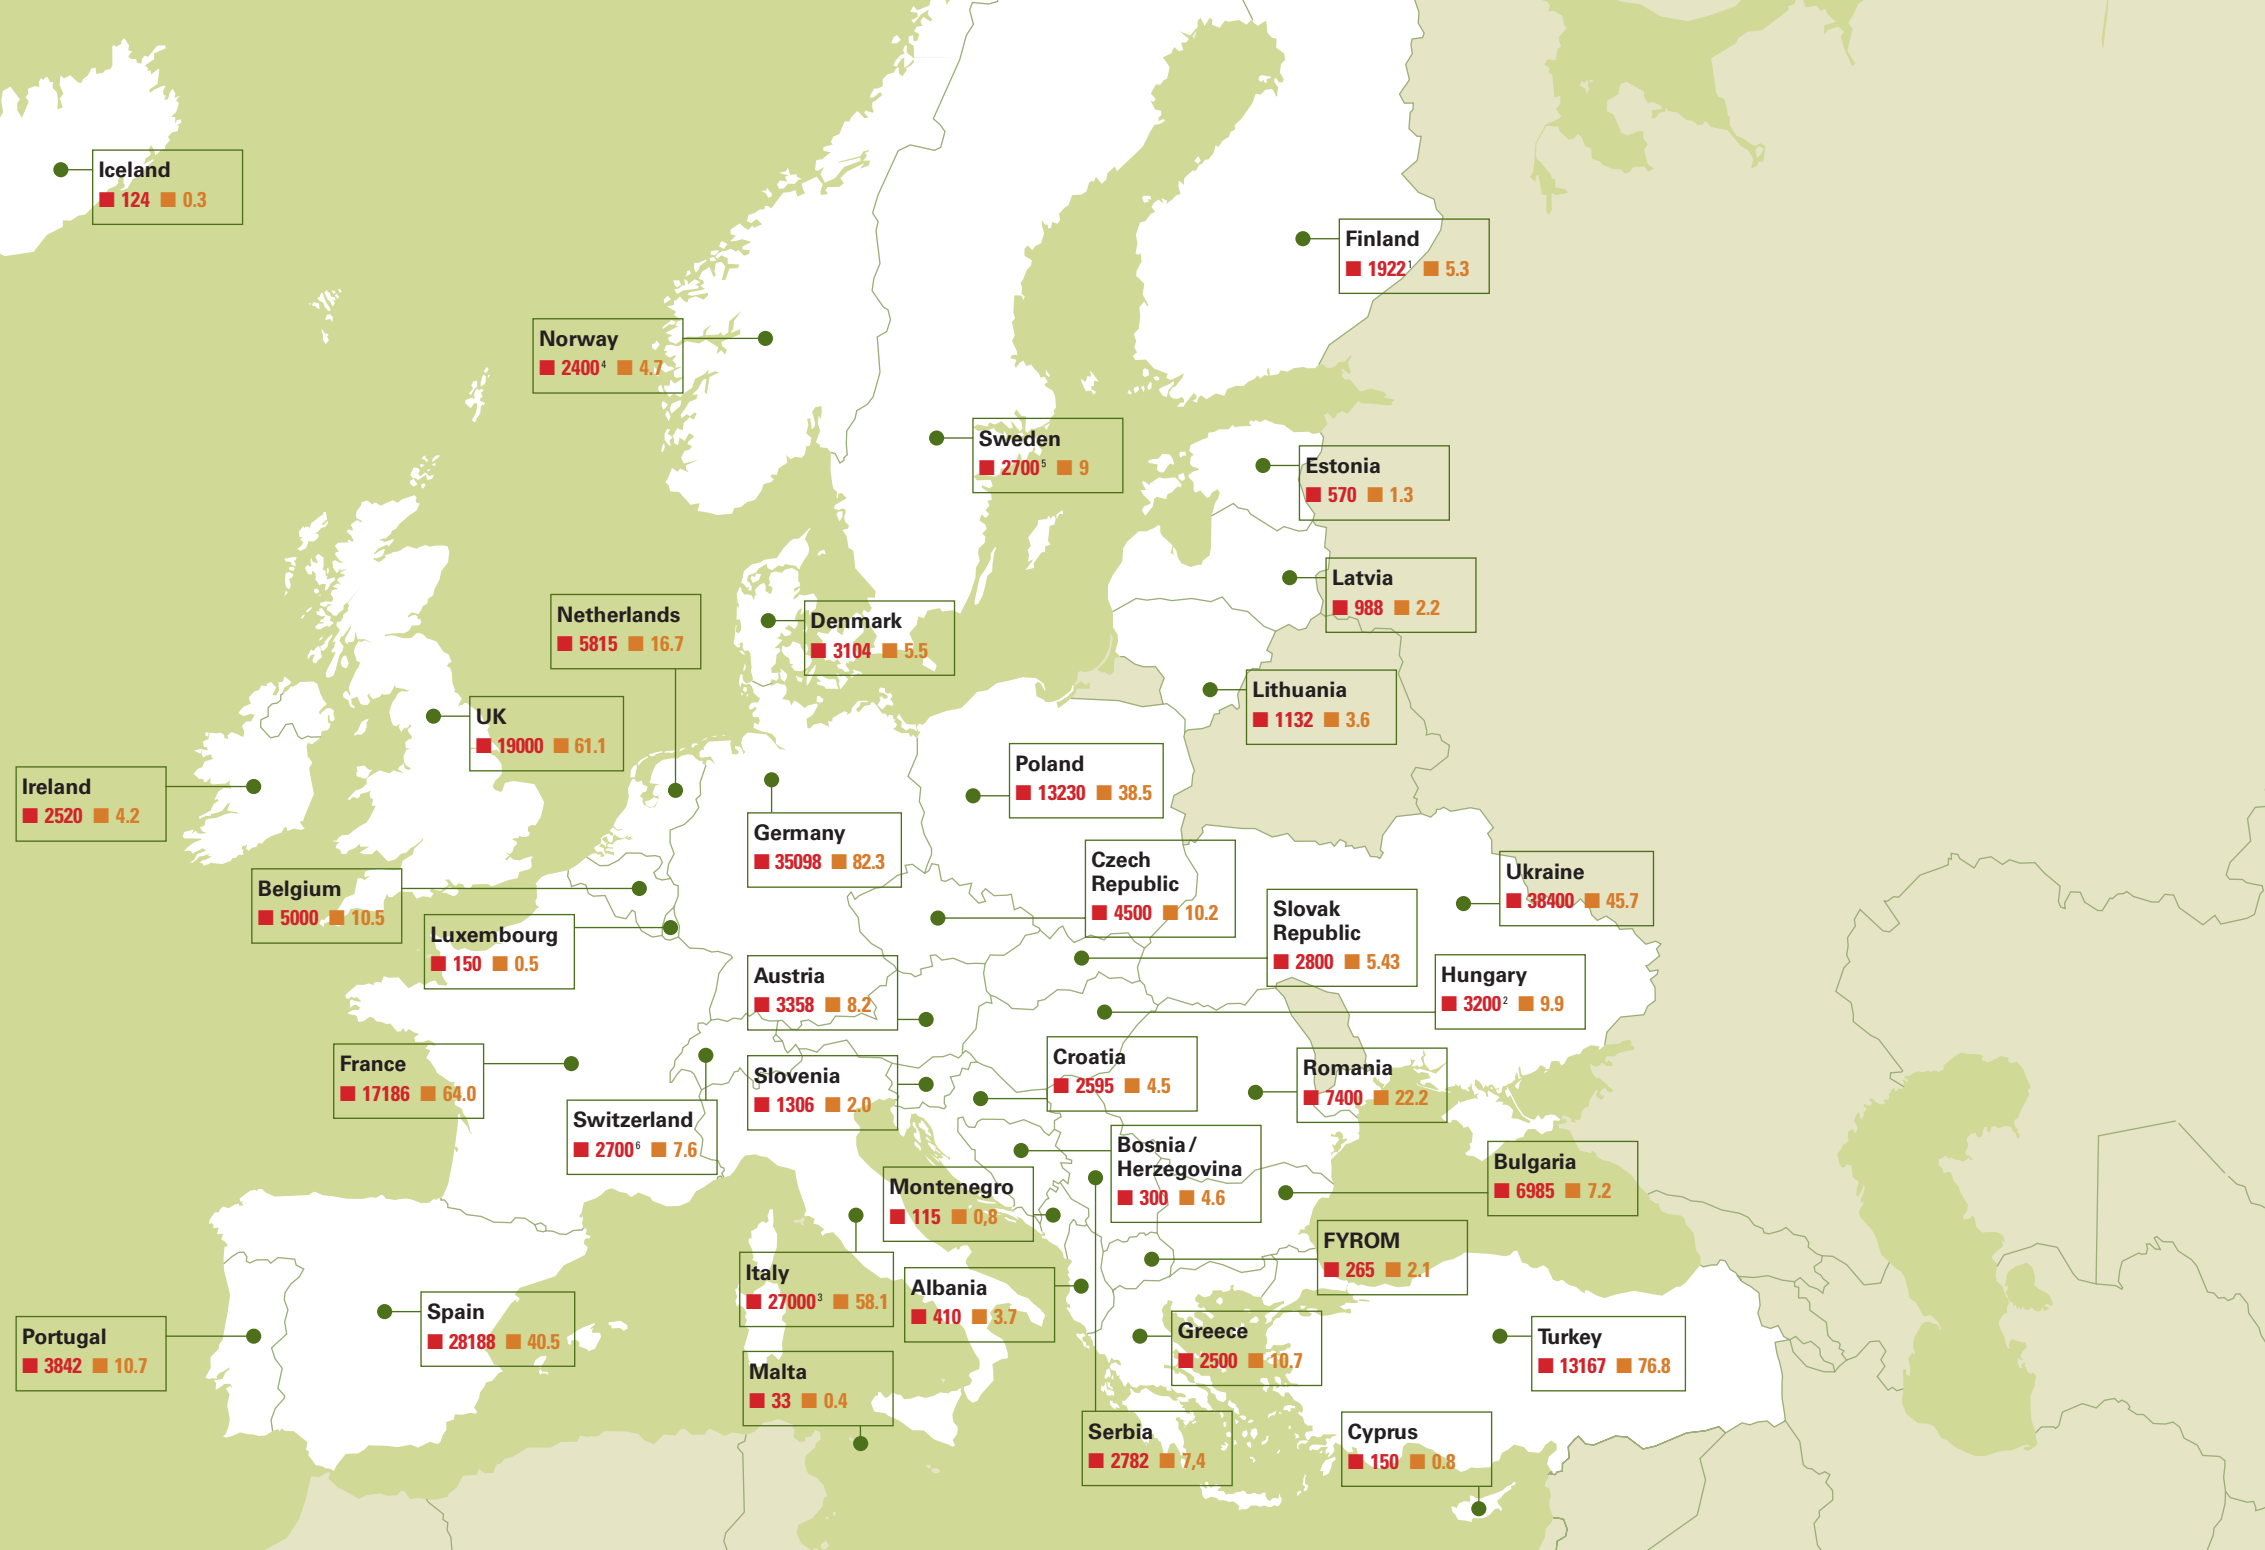 Iceland
124 0.3
Finland
1922¹ 5.3
Norway
2400⁴ 4.7
Sweden
2700⁵ 9
Estonia
570 1.3
Latvia
988 2.2
Netherlands
5815 16.7
Denmark
3104 5.5
Lithuania
1132 3.6
UK
19000 61.1
Poland
13230 38.5
Ireland
2520 4.2
Germany
35098 82.3
Czech
Republic
4500 10.2
Ukraine
38400 45.7
Belgium
5000 10.5
Slovak
Republic
2800 5.43
Luxembourg
150 0.5
Austria
3358 8.2
Hungary
3200² 9.9
France
17186 64.0
Slovenia
1306 2.0
Croatia
2595 4.5
Romania
7400 22.2
Switzerland
2700⁶ 7.6
Bosnia/
Herzegovina
300 4.6
Bulgaria
6985 7.2
Montenegro
115 0,8
FYROM
265 2.1
Italy
27000³ 58.1
Albania
410 3.7
Spain
28188 40.5
Portugal
3842 10.7
Greece
2500 10.7
Turkey
13167 76.8
Malta
33 0.4
Serbia
2782 7,4
Cyprus
150 0.8